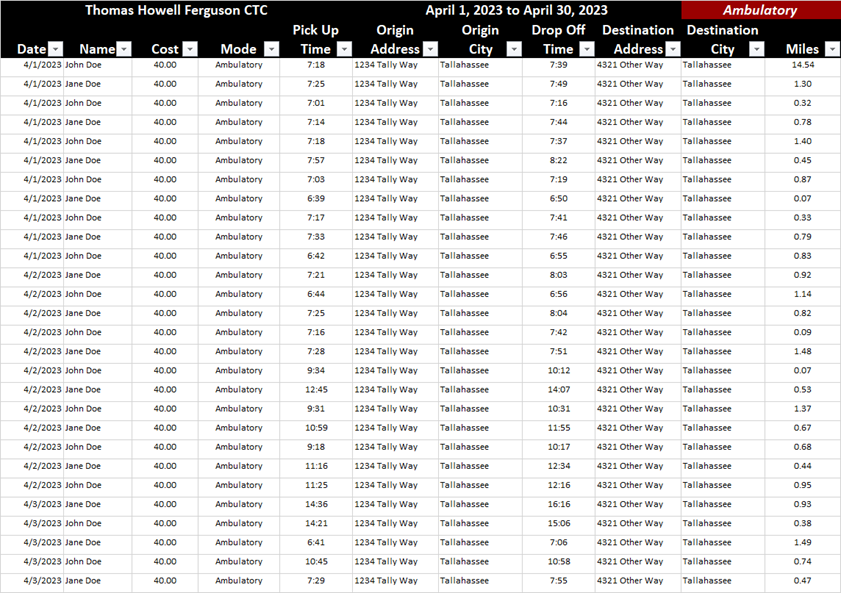 Thomas Howell Ferguson CTC April 1, 2023 to April 30, 2023 Ambulatory
Pick Up Origin Origin Drop Off Destination Destination
Date Name Cost Mode Time Address City Time Address City Miles
4/1/2023 John Doe 40.00 Ambulatory 7:18 1234 Tally Way Tallahassee 7:39 4321 Other Way Tallahassee 14.54
4/1/2023 Jane Doe 40.00 Ambulatory 7:25 1234 Tally Way Tallahassee 7:49 4321 Other Way Tallahassee 1.30
4/1/2023 John Doe 40.00 Ambulatory 7:01 1234 Tally Way Tallahassee 7:16 4321 Other Way Tallahassee 0.32
4/1/2023 Jane Doe 40.00 Ambulatory 7:14 1234 Tally Way Tallahassee 7:44 4321 Other Way Tallahassee 0.78
4/1/2023 John Doe 40.00 Ambulatory 7:18 1234 Tally Way Tallahassee 7:37 4321 Other Way Tallahassee 1.40
4/1/2023 Jane Doe 40.00 Ambulatory 7:57 1234 Tally Way Tallahassee 8:22 4321 Other Way Tallahassee 0.45
4/1/2023 John Doe 40.00 Ambulatory 7:03 1234 Tally Way Tallahassee 7:19 4321 Other Way Tallahassee 0.87
4/1/2023 Jane Doe 40.00 Ambulatory 6:39 1234 Tally Way Tallahassee 6:50 4321 Other Way Tallahassee 0.07
4/1/2023 John Doe 40.00 Ambulatory 7:17 1234 Tally Way Tallahassee 7:41 4321 Other Way Tallahassee 0.33
4/1/2023 Jane Doe 40.00 Ambulatory 7:33 1234 Tally Way Tallahassee 7:46 4321 Other Way Tallahassee 0.79
4/1/2023 John Doe 40.00 Ambulatory 6:42 1234 Tally Way Tallahassee 6:55 4321 Other Way Tallahassee 0.83
4/2/2023 Jane Doe 40.00 Ambulatory 7:21 1234 Tally Way Tallahassee 8:03 4321 Other Way Tallahassee 0.92
4/2/2023 John Doe 40.00 Ambulatory 6:44 1234 Tally Way Tallahassee 6:56 4321 Other Way Tallahassee 1.14
4/2/2023 Jane Doe 40.00 Ambulatory 7:25 1234 Tally Way Tallahassee 8:04 4321 Other Way Tallahassee 0.82
4/2/2023 John Doe 40.00 Ambulatory 7:16 1234 Tally Way Tallahassee 7:42 4321 Other Way Tallahassee 0.09
4/2/2023 Jane Doe 40.00 Ambulatory 7:28 1234 Tally Way Tallahassee 7:51 4321 Other Way Tallahassee 1.48
4/2/2023 John Doe 40.00 Ambulatory 9:34 1234 Tally Way Tallahassee 10:12 4321 Other Way Tallahassee 0.07
4/2/2023 Jane Doe 40.00 Ambulatory 12:45 1234 Tally Way Tallahassee 14:07 4321 Other Way Tallahassee 0.53
4/2/2023 John Doe 40.00 Ambulatory 9:31 1234 Tally Way Tallahassee 10:31 4321 Other Way Tallahassee 1.37
4/2/2023 Jane Doe 40.00 Ambulatory 10:59 1234 Tally Way Tallahassee 11:55 4321 Other Way Tallahassee 0.67
4/2/2023 John Doe 40.00 Ambulatory 9:18 1234 Tally Way Tallahassee 10:17 4321 Other Way Tallahassee 0.68
4/2/2023 Jane Doe 40.00 Ambulatory 11:16 1234 Tally Way Tallahassee 12:34 4321 Other Way Tallahassee 0.44
4/2/2023 John Doe 40.00 Ambulatory 11:25 1234 Tally Way Tallahassee 12:16 4321 Other Way Tallahassee 0.95
4/3/2023 Jane Doe 40.00 Ambulatory 14:36 1234 Tally Way Tallahassee 16:16 4321 Other Way Tallahassee 0.93
4/3/2023 John Doe 40.00 Ambulatory 14:21 1234 Tally Way Tallahassee 15:06 4321 Other Way Tallahassee 0.38
4/3/2023 Jane Doe 40.00 Ambulatory 6:41 1234 Tally Way Tallahassee 7:06 4321 Other Way Tallahassee 1.49
4/3/2023 John Doe 40.00 Ambulatory 10:45 1234 Tally Way Tallahassee 10:58 4321 Other Way Tallahassee 0.74
4/3/2023 Jane Doe 40.00 Ambulatory 7:29 1234 Tally Way Tallahassee 7:55 4321 Other Way Tallahassee 0.47